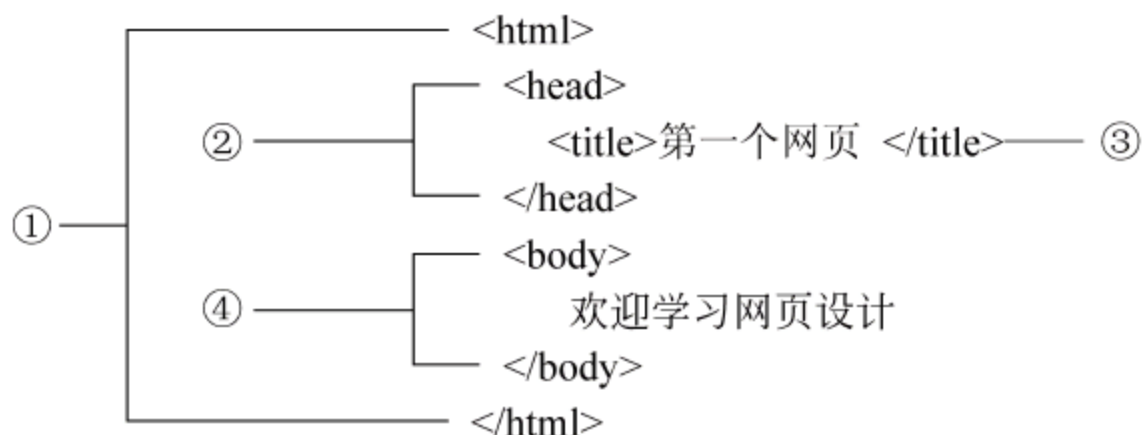 <html>
<head>
② <title>第一个网页 </title> ③
</head>
①
<body>
④ 欢迎学习网页设计
</body>
</html>